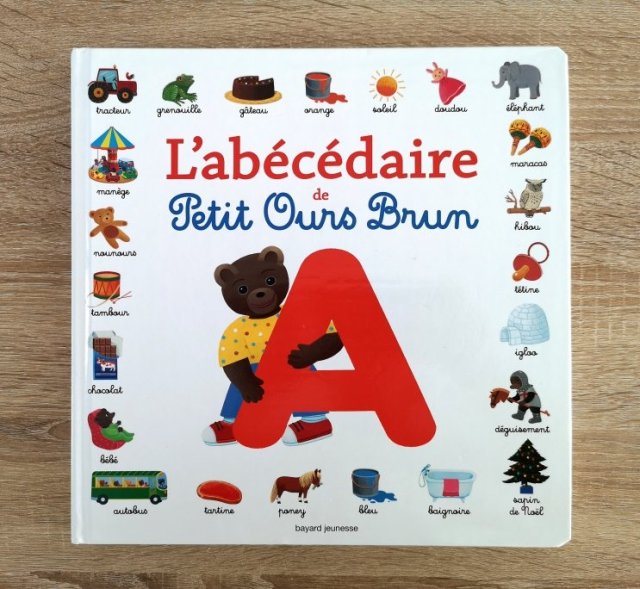 tracteur
grenouille
gâteau
orange
soleil
doudou
éléphant
L'abécédaire
de
Petit Ours Brun
manège
nounours
tambour
chocolat
bébé
maracas
hibou
tétine
igloo
déguisement
A
autobus
tartine
poney
bleu
baignoire
sapin
de Noël
bayard jeunesse